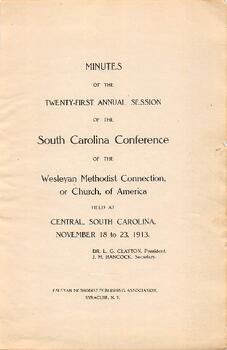 MINUTES
OF THE
TWENTY-FIRST ANNUAL SESSION
OF THE
South Carolina Conference
OF THE
Wesleyan Methodist Connection,
or Church, of America
HELD AT
CENTRAL, SOUTH CAROLINA,
NOVEMBER 18 to 23, 1913.
DR. L. G. CLAYTON, President.
J. M. HANCOCK, Secretary.
WESLEYAN METHODIST PUBLISHING ASSOCIATION,
SYRACUSE, N. Y.